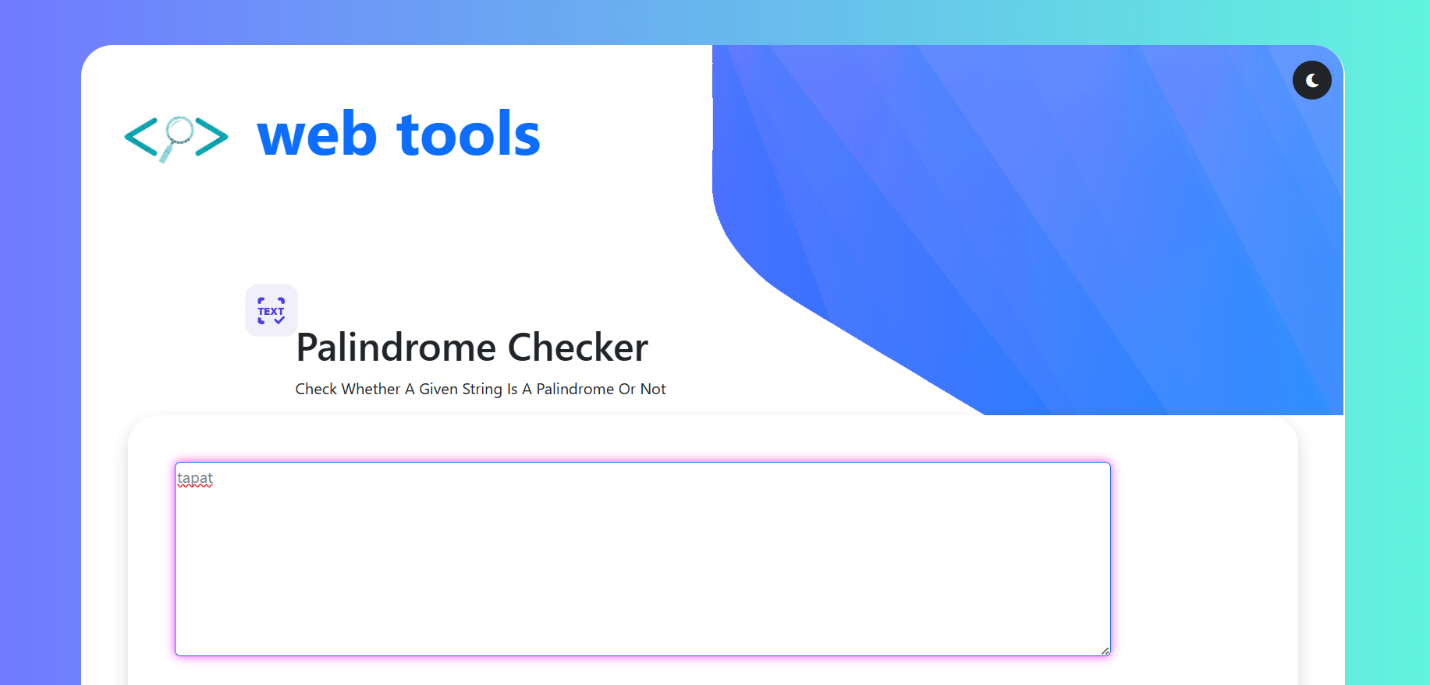 web tools
TEXT
Palindrome Checker
Check Whether A Given String Is A Palindrome Or Not
tapat